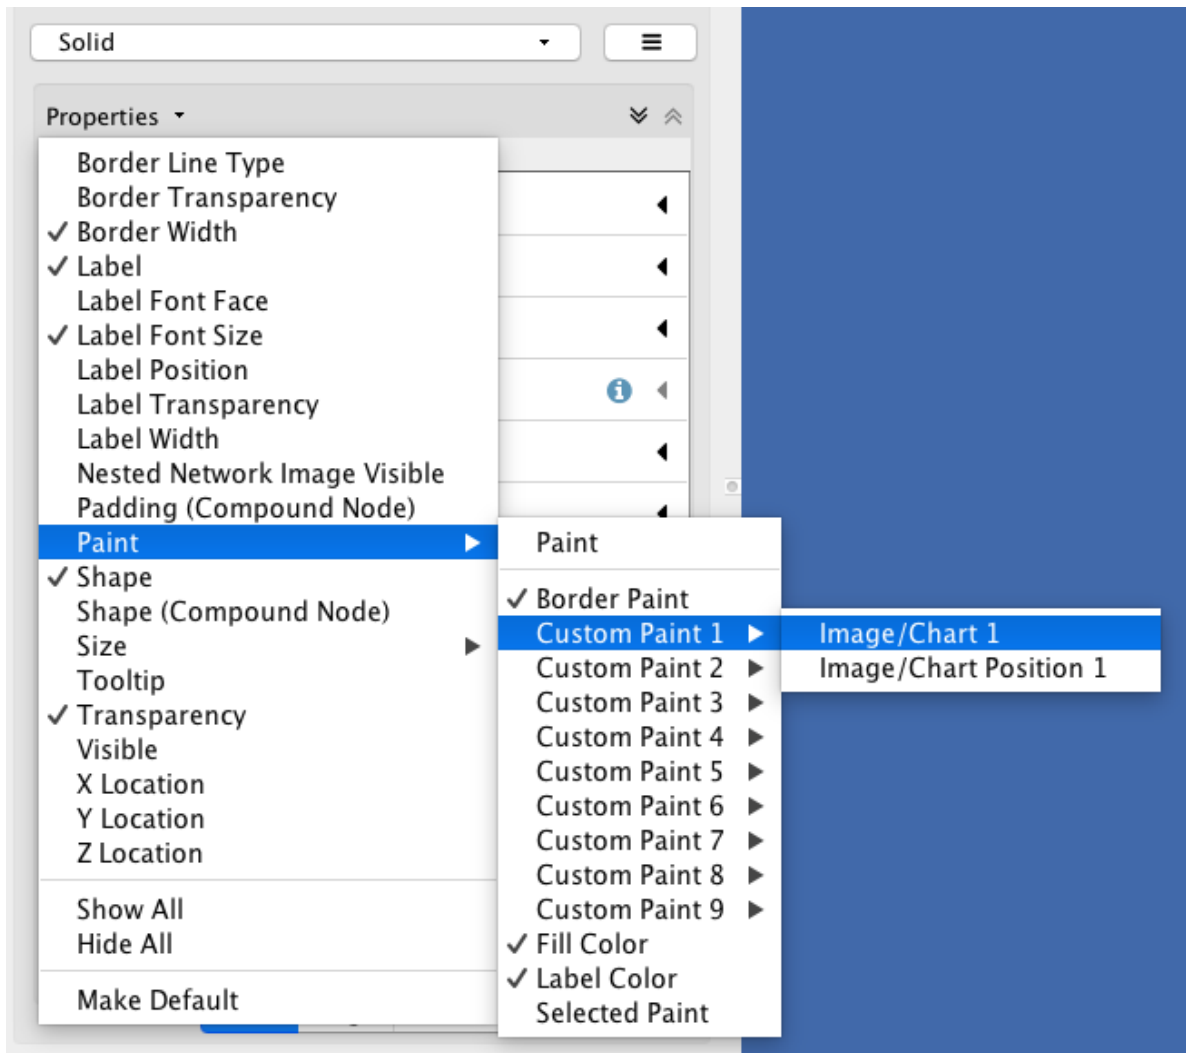 Solid
Properties
Border Line Type
Border Transparency
Border Width
Label
Label Font Face
Label Font Size
Label Position
Label Transparency
Label Width
Nested Network Image Visible
Padding (Compound Node)
Paint
Shape
Shape (Compound Node)
Size
Tooltip
Transparency
Visible
X Location
Y Location
Z Location
Show All
Hide All
Make Default
Paint
Border Paint
Custom Paint 1
Custom Paint 2
Custom Paint 3
Custom Paint 4
Custom Paint 5
Custom Paint 6
Custom Paint 7
Custom Paint 8
Custom Paint 9
Fill Color
Label Color
Selected Paint
Image/Chart 1
Image/Chart Position 1